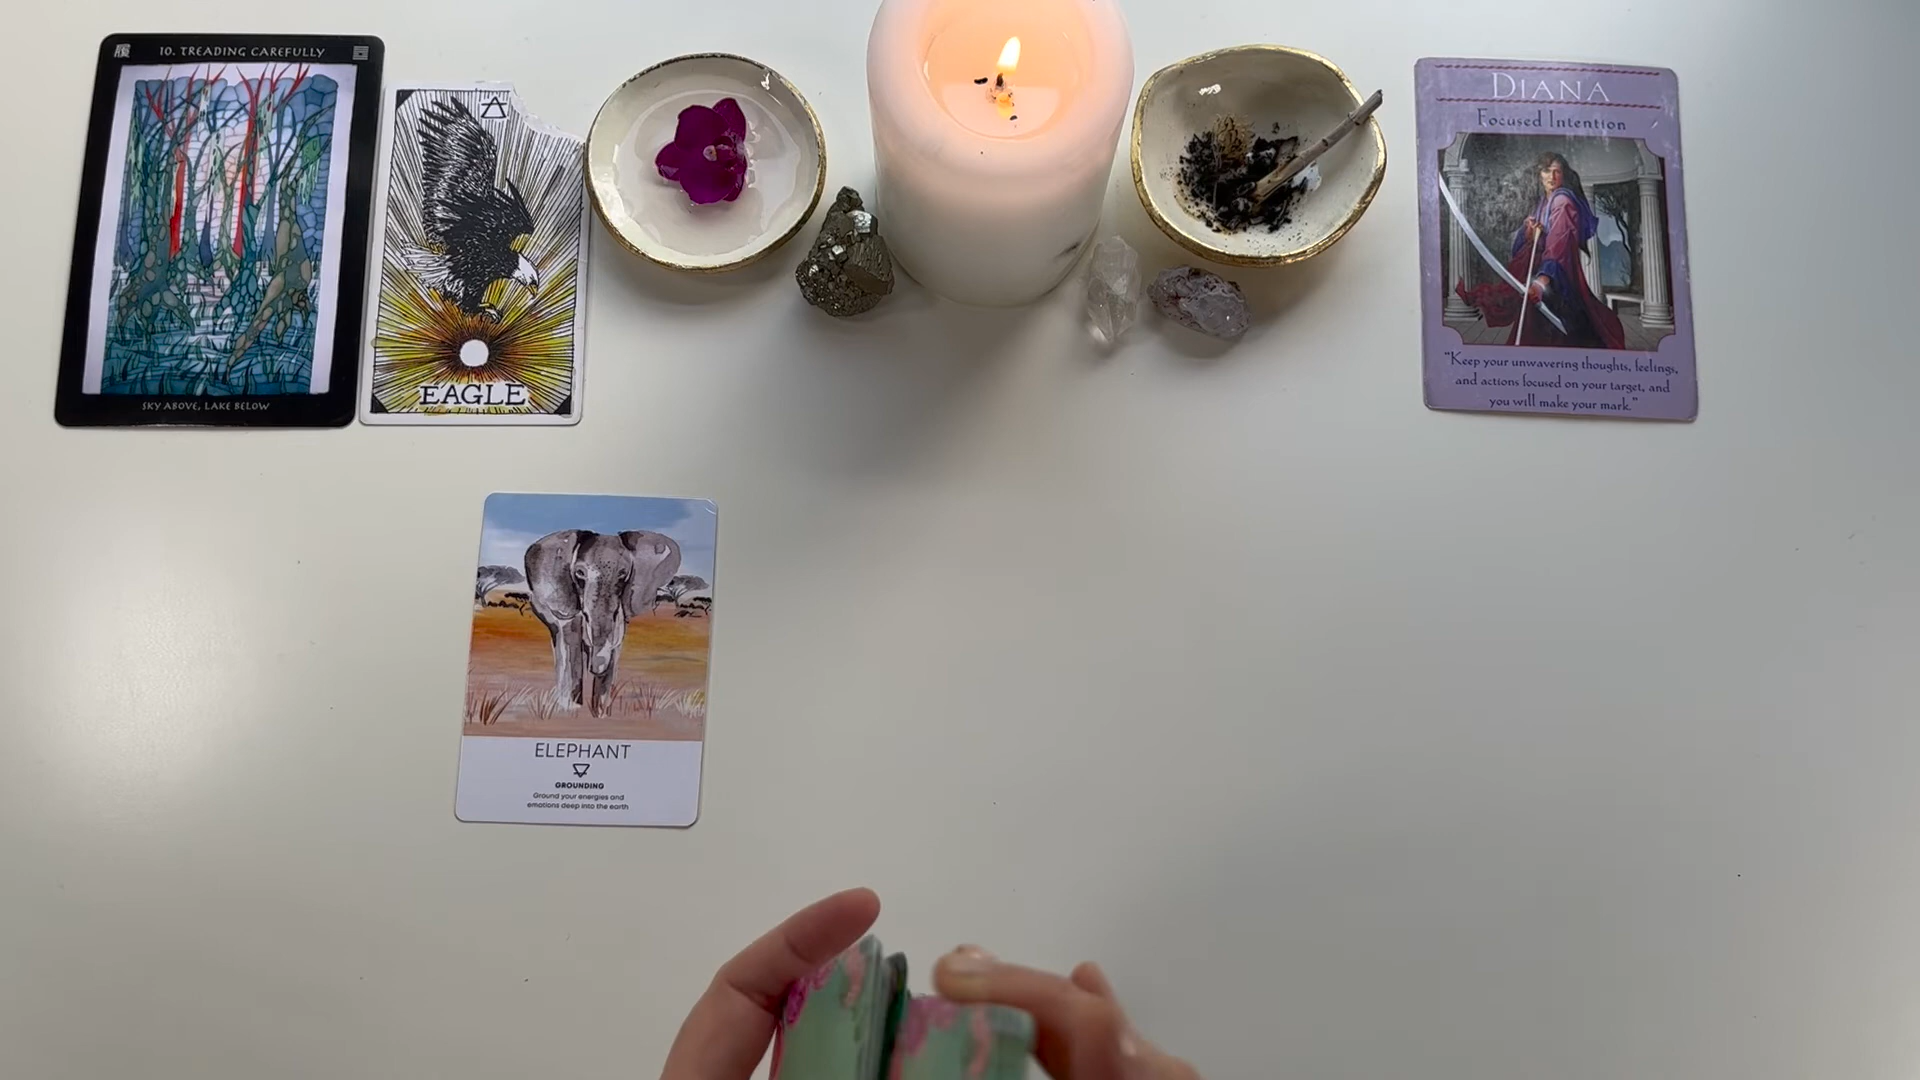 履 10. TREADING CAREFULLY
SKY ABOVE, LAKE BELOW
EAGLE
DIANA
Focused Intention
"Keep your unwavering thoughts, feelings,
and actions focused on your target, and
you will make your mark."
ELEPHANT
GROUNDING
Ground your energies and
emotions deep into the earth